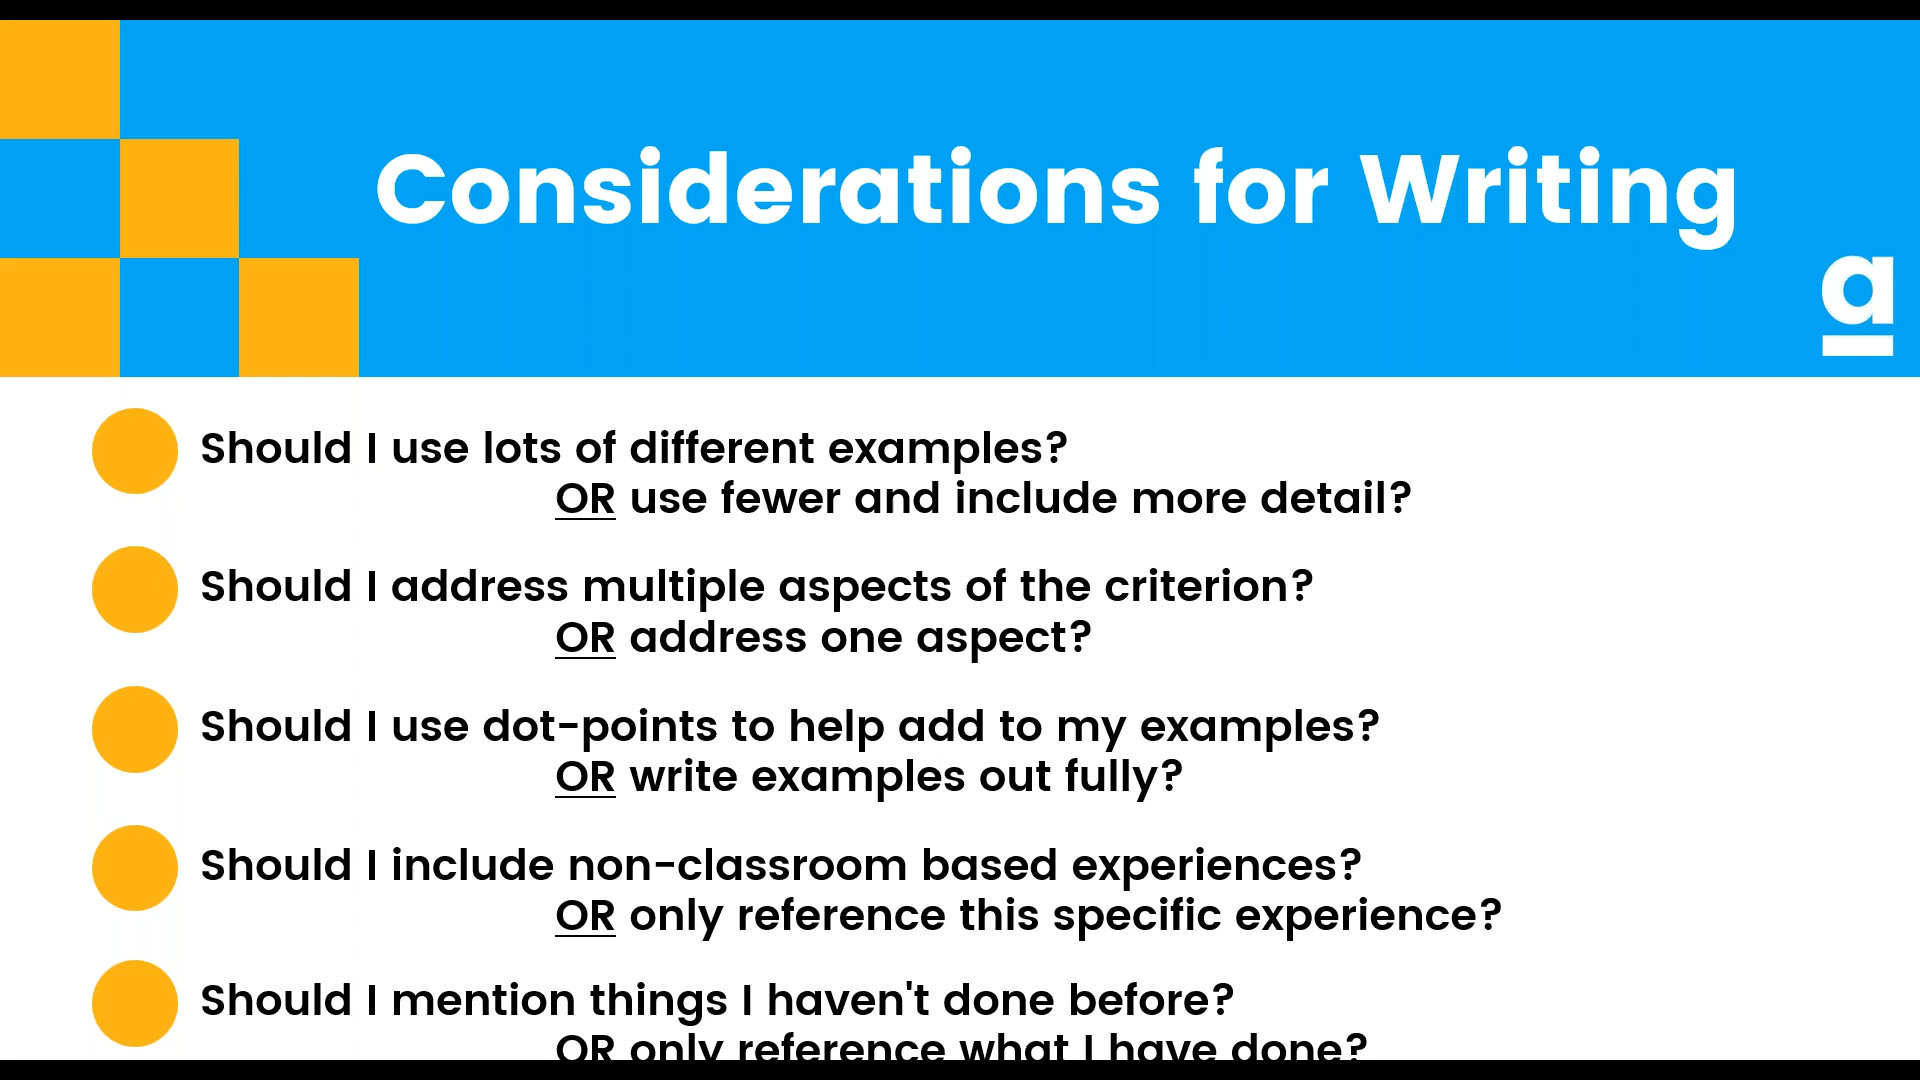 Considerations for Writing
a
Should I use lots of different examples?
OR use fewer and include more detail?
Should I address multiple aspects of the criterion?
OR address one aspect?
Should I use dot-points to help add to my examples?
OR write examples out fully?
Should I include non-classroom based experiences?
OR only reference this specific experience?
Should I mention things I haven't done before?
OR only reference what I have done?